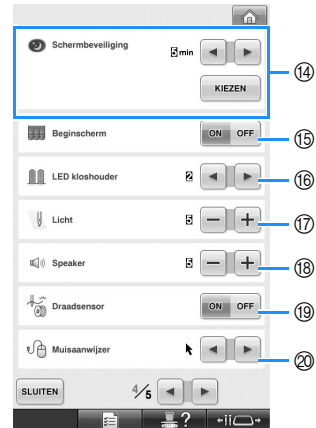 Schermbeveiliging 5 min ⑭
KIEZEN
Beginscherm ON OFF ⑮
LED kloshouder 2 ⑯
Licht 5 − + ⑰
Speaker 5 − + ⑱
Draadsensor ON OFF ⑲
Muisaanwijzer ⑳
SLUITEN 4/5
?